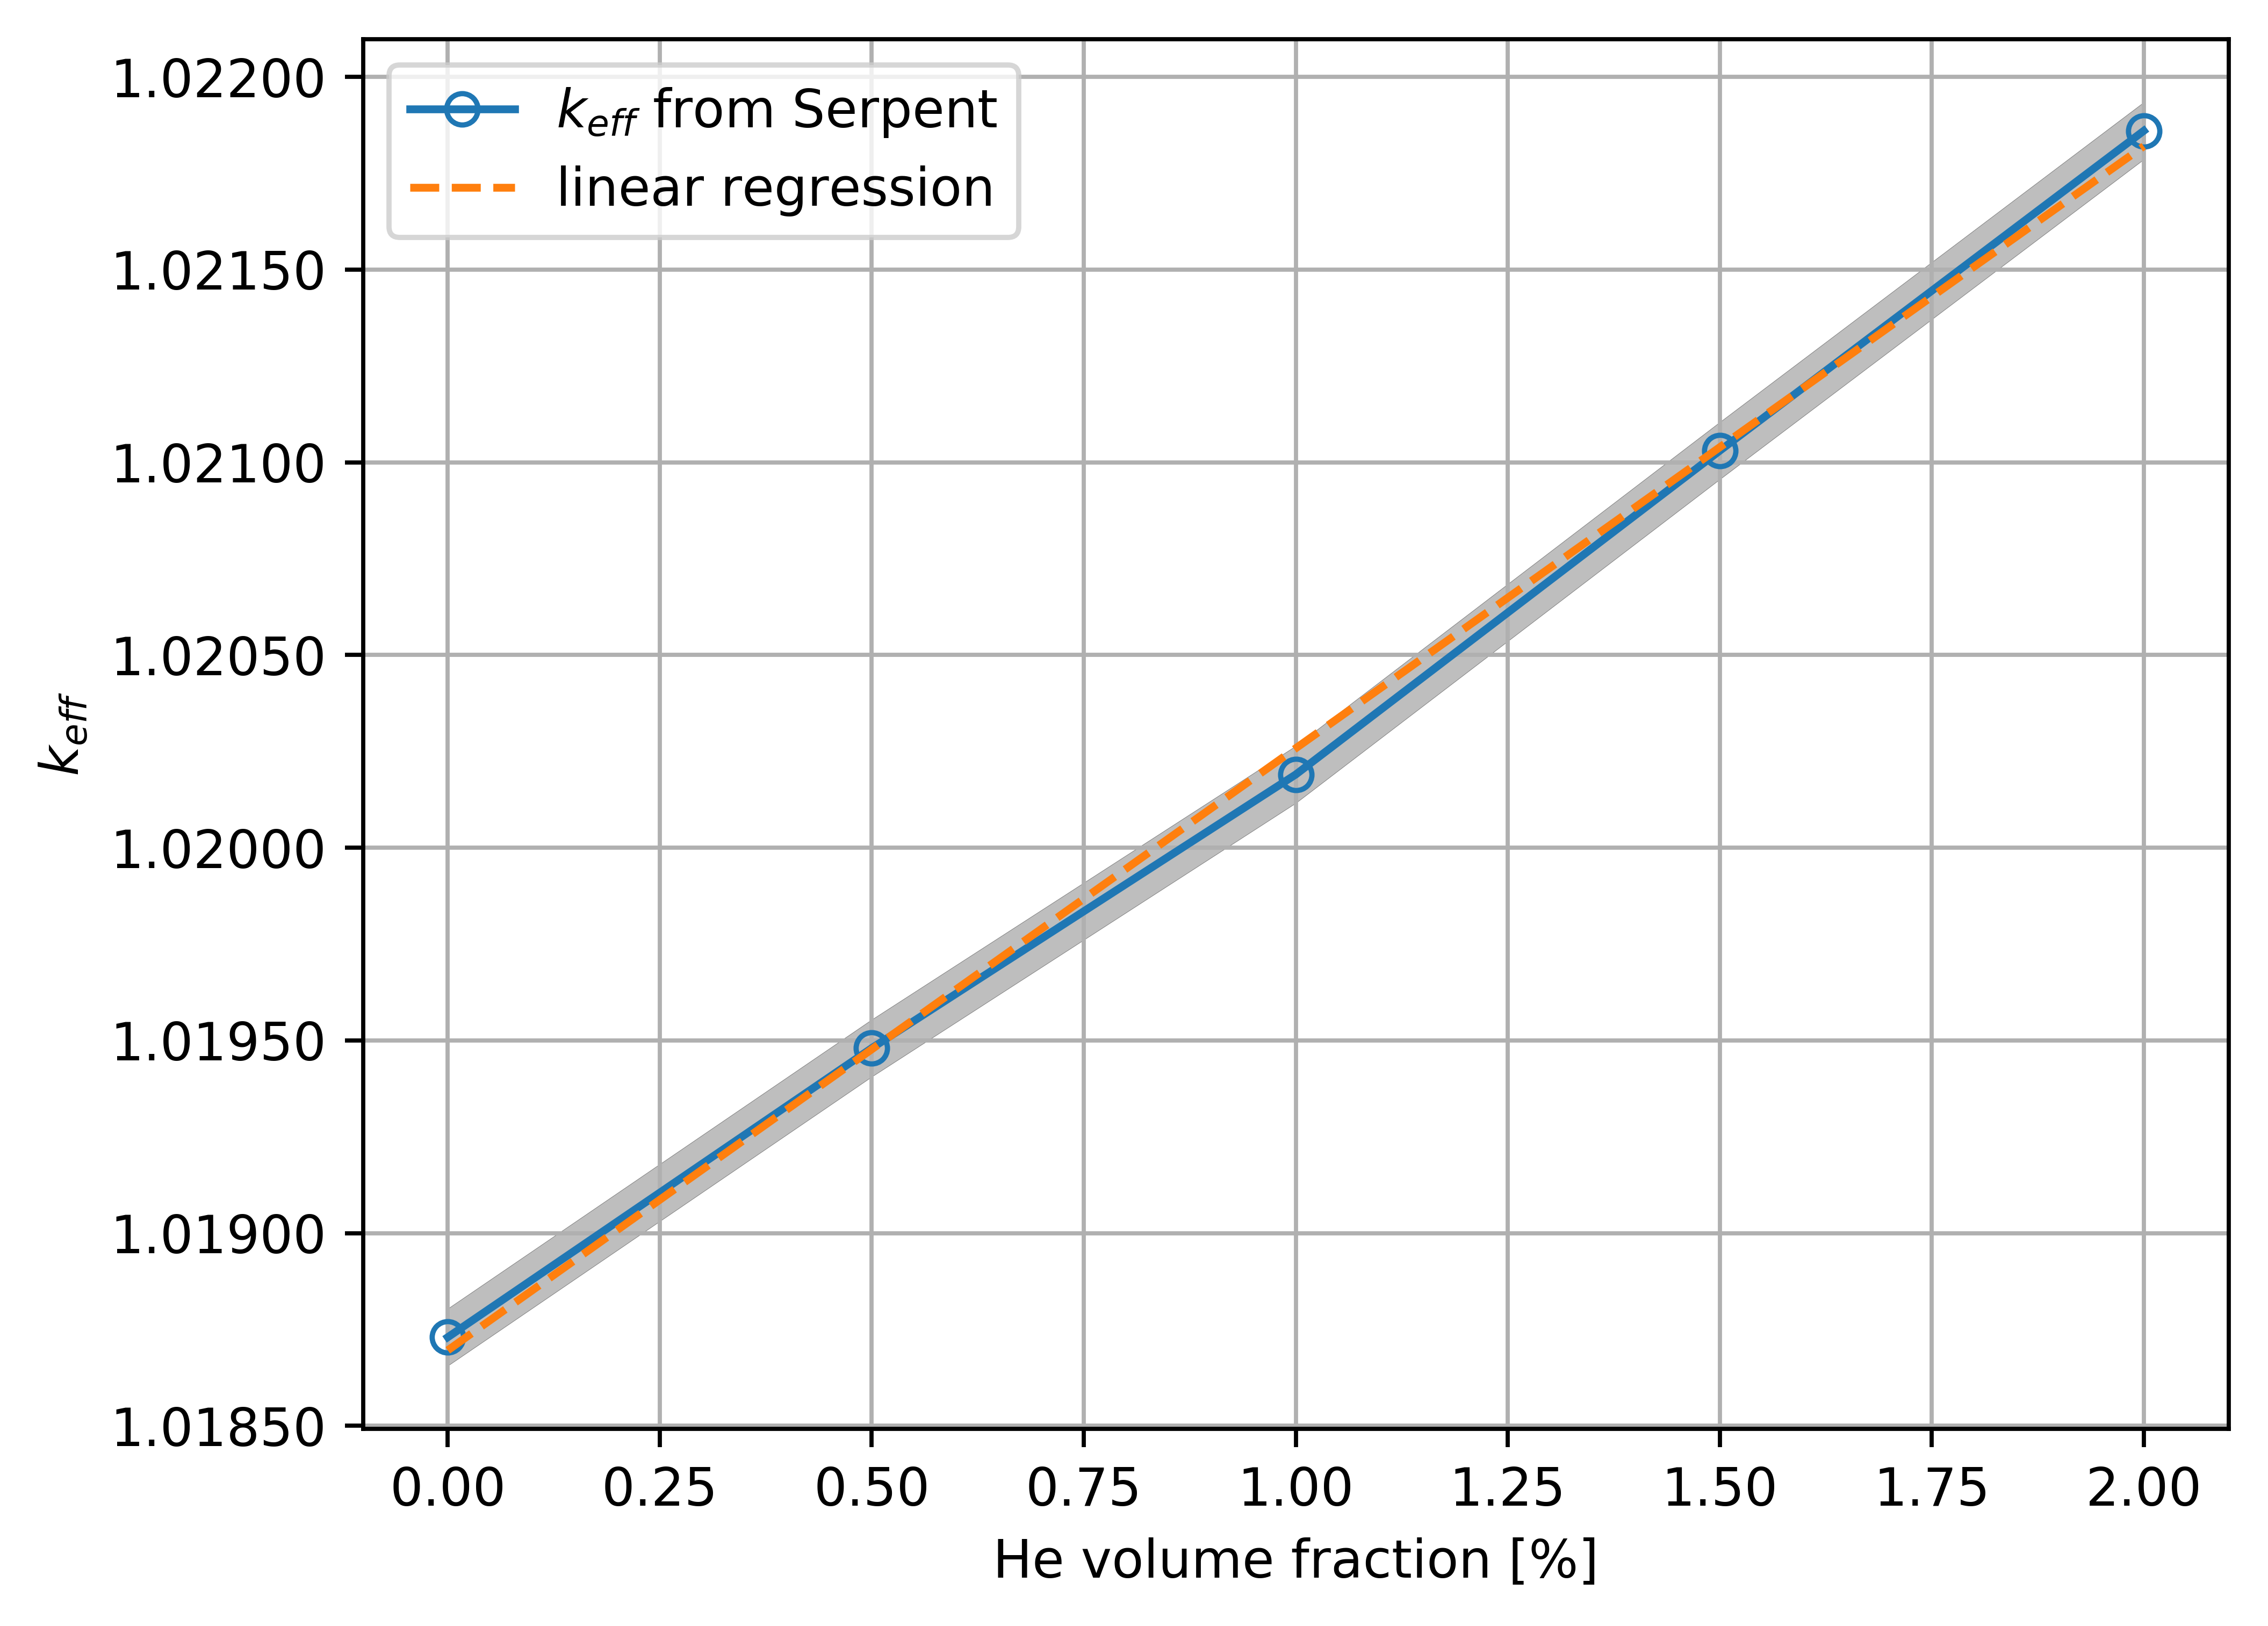 1.02200
1.02150
1.02100
1.02050
1.02000
1.01950
1.01900
1.01850
k_eff
k_eff from Serpent
linear regression
0.00 0.25 0.50 0.75 1.00 1.25 1.50 1.75 2.00
He volume fraction [%]